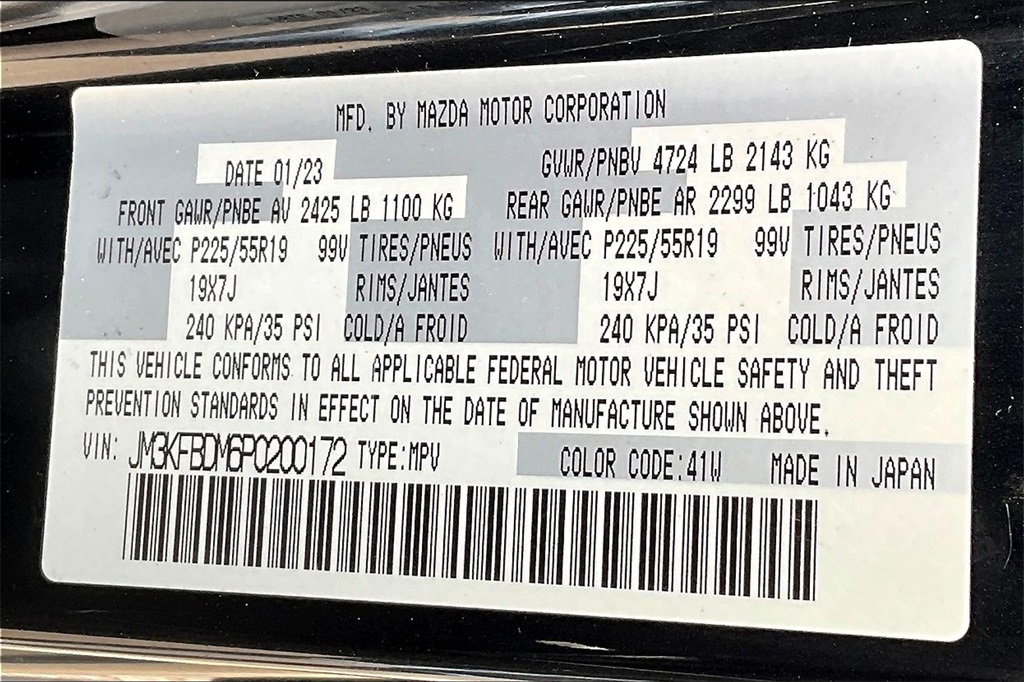 MFD. BY MAZDA MOTOR CORPORATION
DATE 01/23 GVWR/PNBV 4724 LB 2143 KG
FRONT GAWR/PNBE AV 2425 LB 1100 KG REAR GAWR/PNBE AR 2299 LB 1043 KG
WITH/AVEC P225/55R19 99V TIRES/PNEUS WITH/AVEC P225/55R19 99V TIRES/PNEUS
19X7J RIMS/JANTES 19X7J RIMS/JANTES
240 KPA/35 PSI COLD/A FROID 240 KPA/35 PSI COLD/A FROID
THIS VEHICLE CONFORMS TO ALL APPLICABLE FEDERAL MOTOR VEHICLE SAFETY AND THEFT
PREVENTION STANDARDS IN EFFECT ON THE DATE OF MANUFACTURE SHOWN ABOVE.
VIN: JM3KFBDM6P0200172 TYPE:MPV COLOR CODE:41W MADE IN JAPAN